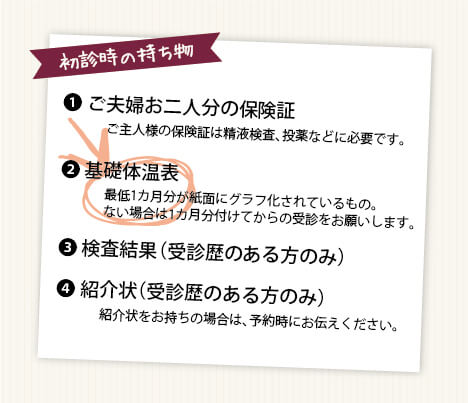 初診時の持ち物
❶ ご夫婦お二人分の保険証
ご主人様の保険証は精液検査、投薬などに必要です。
❷ 基礎体温表
最低1カ月分が紙面にグラフ化されているもの。
ない場合は1カ月分付けてからの受診をお願いします。
❸ 検査結果（受診歴のある方のみ）
❹ 紹介状（受診歴のある方のみ）
紹介状をお持ちの場合は、予約時にお伝えください。